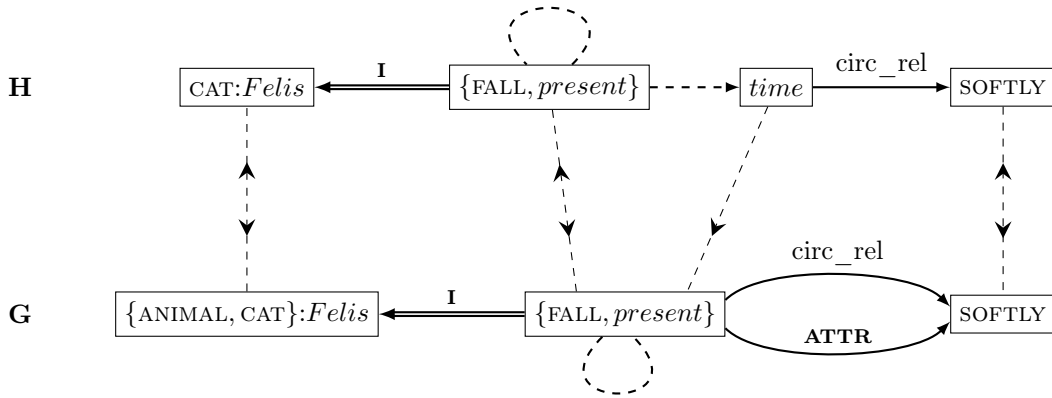 circ_rel
I
H CAT:Felis {FALL, present} time SOFTLY
circ_rel
I
G {ANIMAL, CAT}:Felis {FALL, present} SOFTLY
ATTR